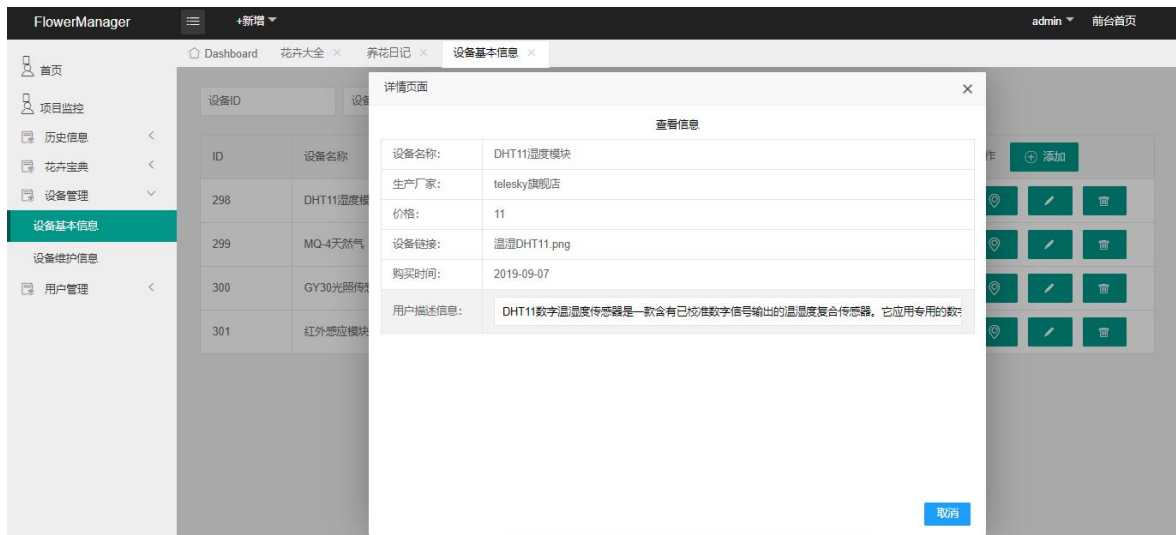 FlowerManager
+新增
admin
前台首页
Dashboard
花卉大全
养花日记
设备基本信息
首页
项目监控
历史信息
花卉宝典
设备管理
设备基本信息
设备维护信息
用户管理
设备ID
ID
设备名称
添加
298
DHT11湿度
299
MQ-4天然气
300
GY30光照传
301
红外感应模块
详情页面
查看信息
设备名称:
DHT11湿度模块
生产厂家:
telesky旗舰店
价格:
11
设备链接:
温湿DHT11.png
购买时间:
2019-09-07
用户描述信息:
DHT11数字温湿度传感器是一款含有已校准数字信号输出的温湿度复合传感器。它应用专用的数
取消